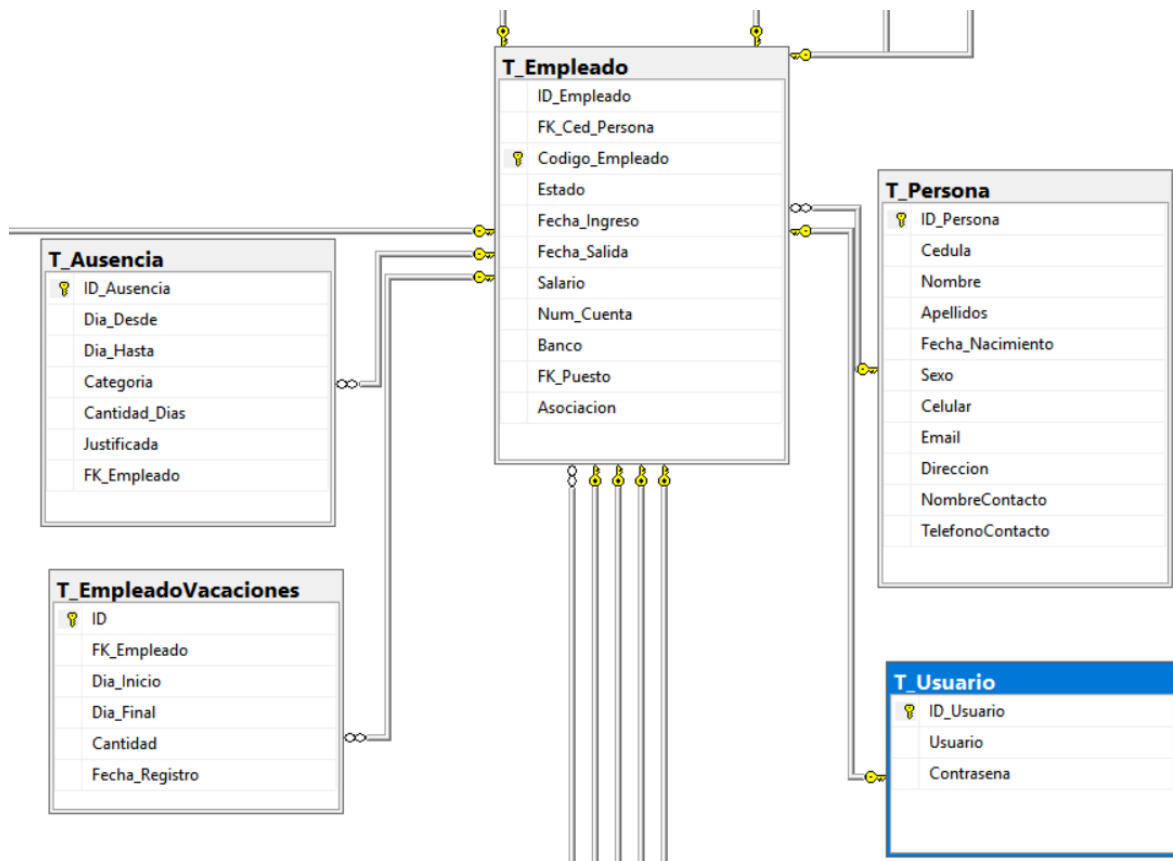 T_Empleado
ID_Empleado
FK_Ced_Persona
Codigo_Empleado
Estado
Fecha_Ingreso
Fecha_Salida
Salario
Num_Cuenta
Banco
FK_Puesto
Asociacion
T_Persona
ID_Persona
Cedula
Nombre
Apellidos
Fecha_Nacimiento
Sexo
Celular
Email
Direccion
NombreContacto
TelefonoContacto
T_Ausencia
ID_Ausencia
Dia_Desde
Dia_Hasta
Categoria
Cantidad_Dias
Justificada
FK_Empleado
T_EmpleadoVacaciones
ID
FK_Empleado
Dia_Inicio
Dia_Final
Cantidad
Fecha_Registro
T_Usuario
ID_Usuario
Usuario
Contrasena